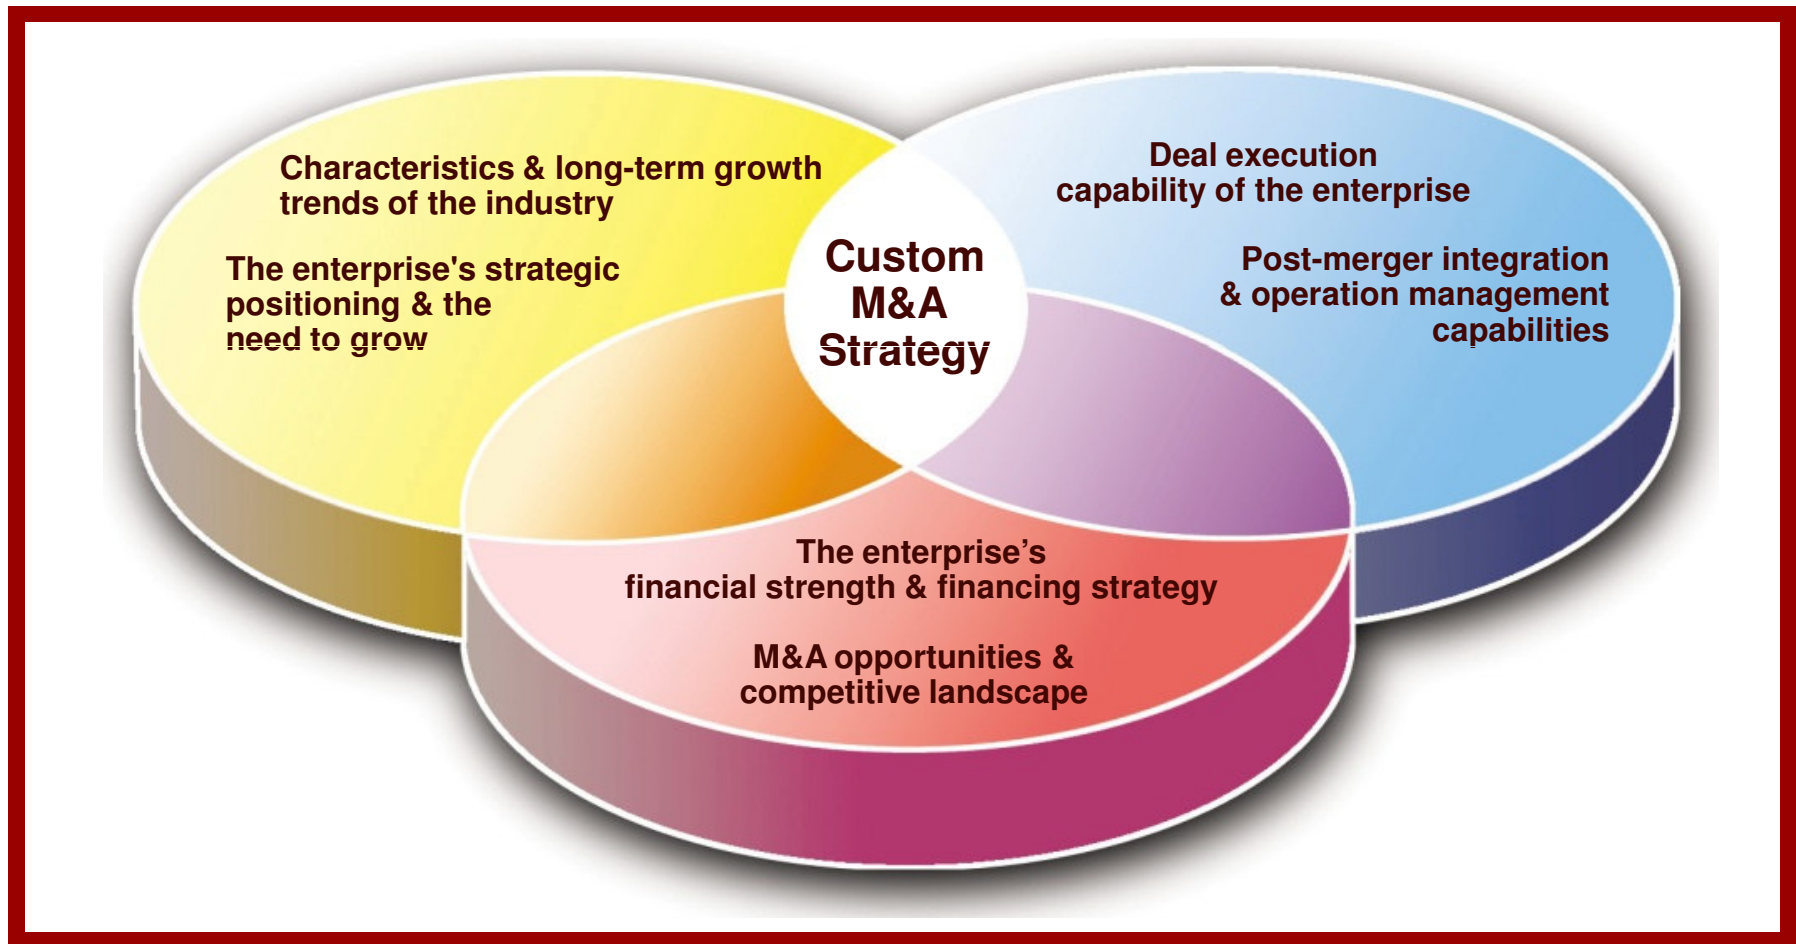 Characteristics & long-term growth
trends of the industry
The enterprise's strategic
positioning & the
need to grow
Custom
M&A
Strategy
Deal execution
capability of the enterprise
Post-merger integration
& operation management
capabilities
The enterprise’s
financial strength & financing strategy
M&A opportunities &
competitive landscape